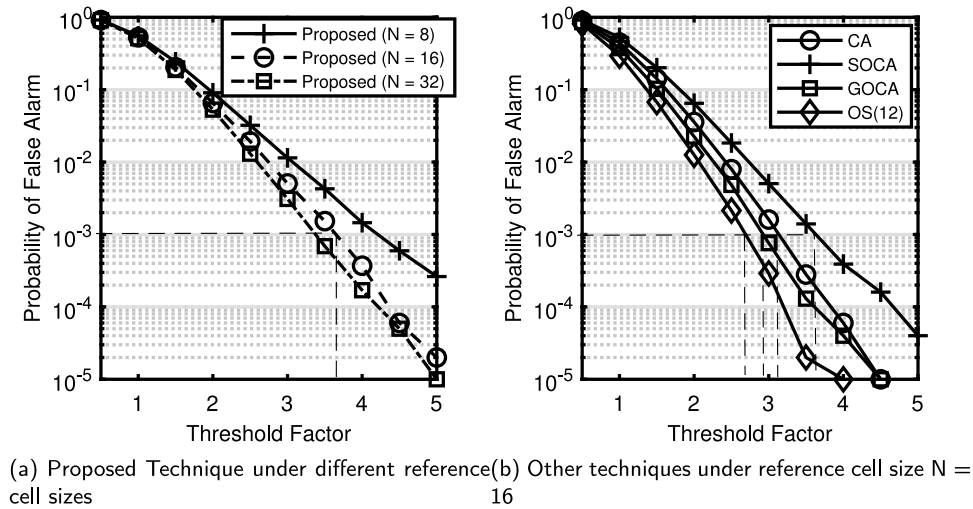 Proposed (N = 8)
Proposed (N = 16)
Proposed (N = 32)
Probability of False Alarm
10^0
10^-1
10^-2
10^-3
10^-4
10^-5
1 2 3 4 5
Threshold Factor
CA
SOCA
GOCA
OS(12)
Probability of False Alarm
10^0
10^-1
10^-2
10^-3
10^-4
10^-5
1 2 3 4 5
Threshold Factor
(a) Proposed Technique under different reference
cell sizes
(b) Other techniques under reference cell size N =
16